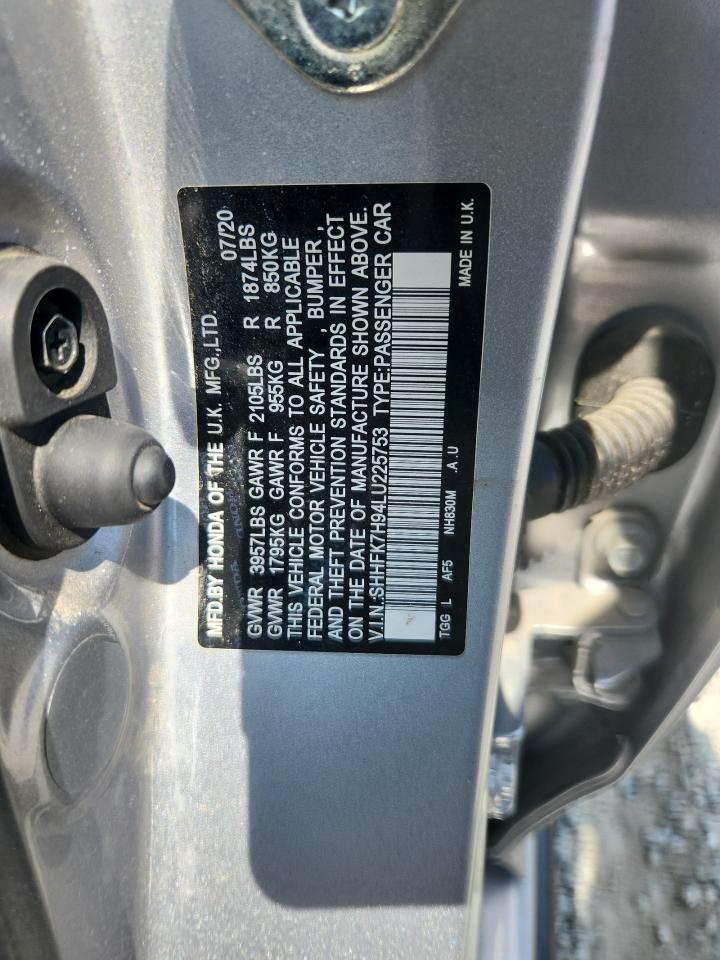 MFD.BY HONDA OF THE U.K. MFG.,LTD.
07/20
GVWR 3957LBS GAWR F 2105LBS R 1874LBS
GVWR 1795KG GAWR F 955KG R 850KG
THIS VEHICLE CONFORMS TO ALL APPLICABLE
FEDERAL MOTOR VEHICLE SAFETY , BUMPER ,
AND THEFT PREVENTION STANDARDS IN EFFECT
ON THE DATE OF MANUFACTURE SHOWN ABOVE.
V.I.N.:SHHFK7H94LU225753 TYPE:PASSENGER CAR
TGG L AF5 NH830M .A .U MADE IN U.K.